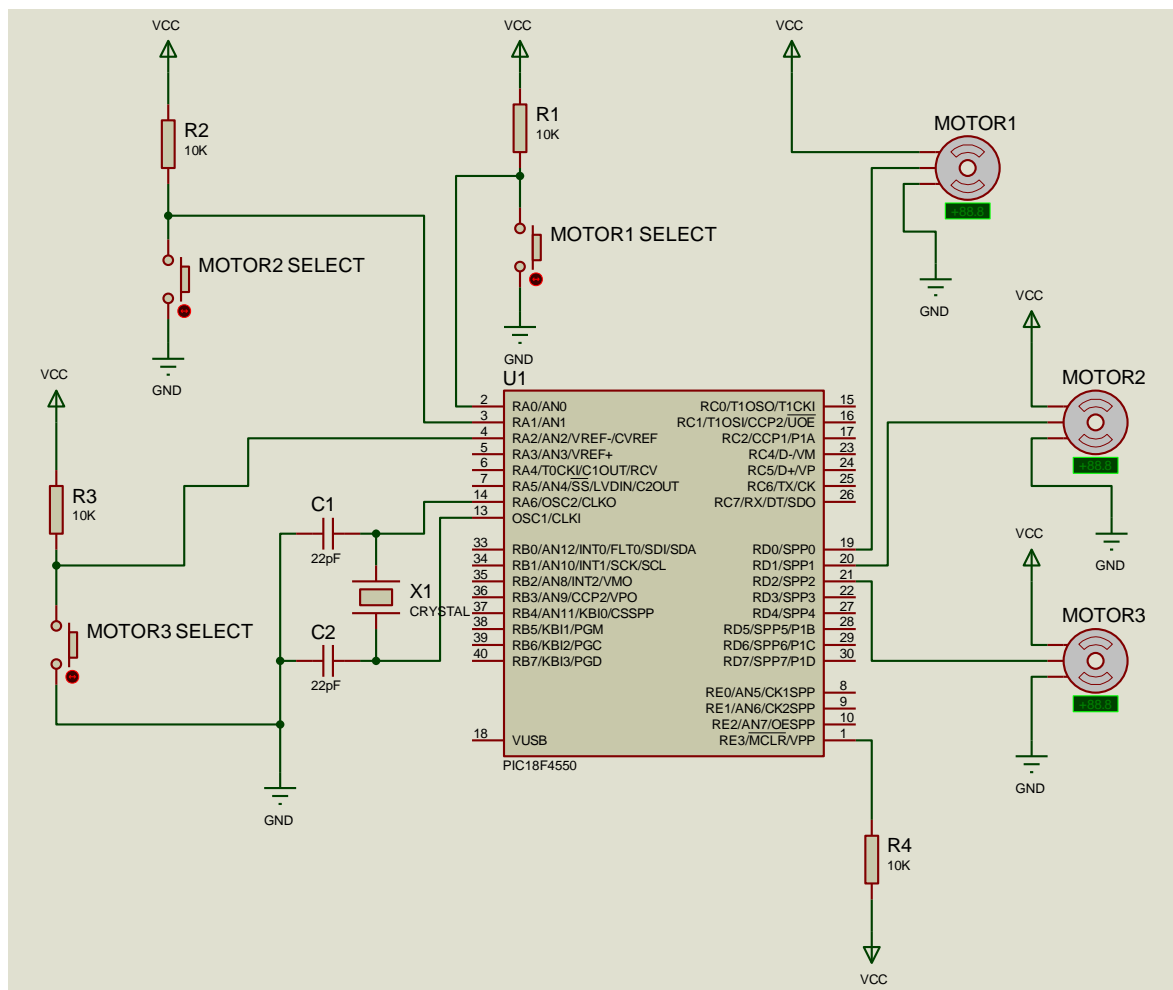 VCC
VCC
VCC
R2
10K
R1
10K
MOTOR1
+88.8
MOTOR1 SELECT
MOTOR2 SELECT
GND
VCC
GND
GND
VCC
U1
MOTOR2
+88.8
2 RA0/AN0
3 RA1/AN1
4 RA2/AN2/VREF-/CVREF
5 RA3/AN3/VREF+
6 RA4/T0CKI/C1OUT/RCV
7 RA5/AN4/SS/LVDIN/C2OUT
14 RA6/OSC2/CLKO
13 OSC1/CLKI
33 RB0/AN12/INT0/FLT0/SDI/SDA
34 RB1/AN10/INT1/SCK/SCL
35 RB2/AN8/INT2/VMO
36 RB3/AN9/CCP2/VPO
37 RB4/AN11/KBI0/CSSPP
38 RB5/KBI1/PGM
39 RB6/KBI2/PGC
40 RB7/KBI3/PGD
18 VUSB
RC0/T1OSO/T1CKI 15
RC1/T1OSI/CCP2/UOE 16
RC2/CCP1/P1A 17
RC4/D-/VM 23
RC5/D+/VP 24
RC6/TX/CK 25
RC7/RX/DT/SDO 26
RD0/SPP0 19
RD1/SPP1 20
RD2/SPP2 21
RD3/SPP3 22
RD4/SPP4 27
RD5/SPP5/P1B 28
RD6/SPP6/P1C 29
RD7/SPP7/P1D 30
RE0/AN5/CK1SPP 8
RE1/AN6/CK2SPP 9
RE2/AN7/OESPP 10
RE3/MCLR/VPP 1
PIC18F4550
R3
10K
C1
22pF
X1
CRYSTAL
C2
22pF
MOTOR3 SELECT
GND
VCC
GND
MOTOR3
+88.8
GND
R4
10K
VCC